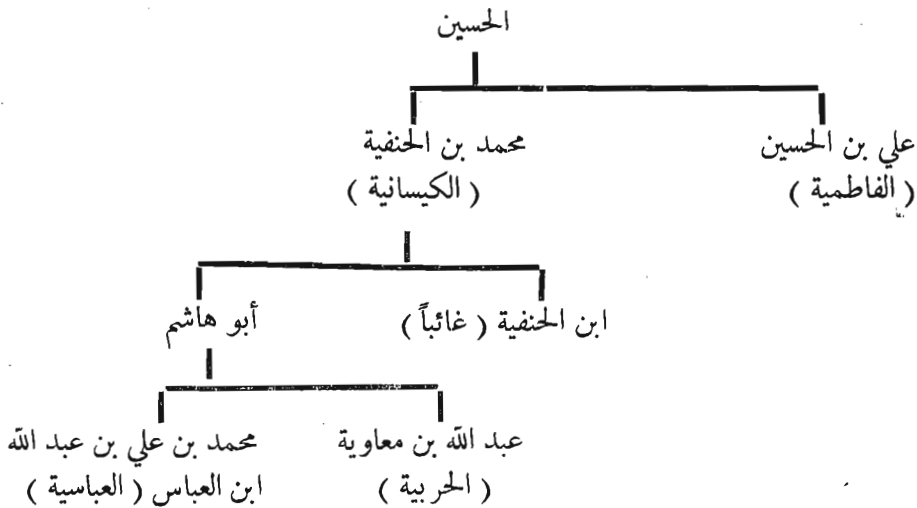 الحسين
علي بن الحسين
محمد بن الحنفية
( الفاطمية )
( الكيسانية )
ابن الحنفية ( غائباً )
أبو هاشم
عبد الله بن معاوية
محمد بن علي بن عبد الله
( الحربية )
ابن العباس ( العباسية )